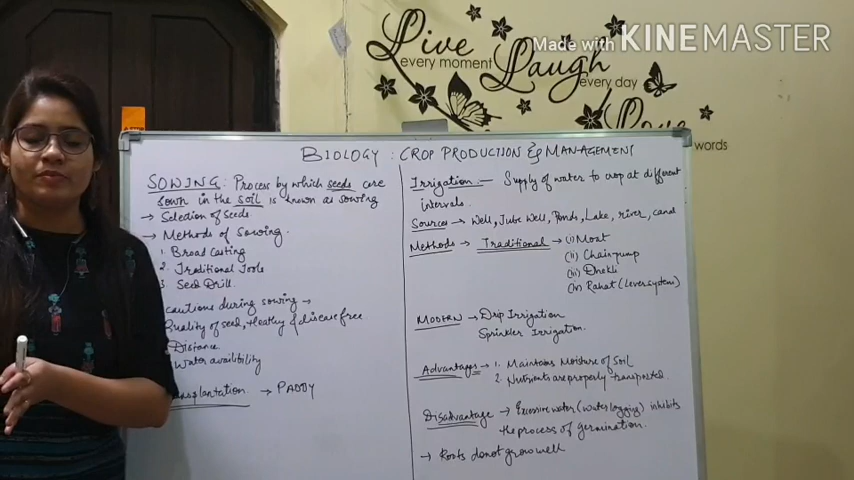 Live
every moment
Laugh
every day
Love
words
Made with KINEMASTER
BIOLOGY : CROP PRODUCTION & MANAGEMENT
SOWING : Process by which seeds are
sown in the soil is known as sowing
→ Selection of seeds
→ Methods of sowing.
1. Broad Casting
2. Traditional Tools
3. Seed Drill.
cautions during sowing →
Quality of seed, Healthy & disease free
Distance
Water availibility
nsplantation → PADDY
Irrigation :- Supply of water to crop at different
intervals.
Sources → Well, Tube Well, Ponds, Lake, river, canal
Methods → Traditional → (i) Moat
(ii) Chain-pump
(iii) Dhekli
(iv) Rahat (Lever system)
MODERN → Drip Irrigation
Sprinkler Irrigation.
Advantages → 1. Maintains Moisture of Soil
2. Nutrients are properly transported.
Disadvantage → Excessive water (water logging) inhibits
the process of germination.
→ Roots donot grow well